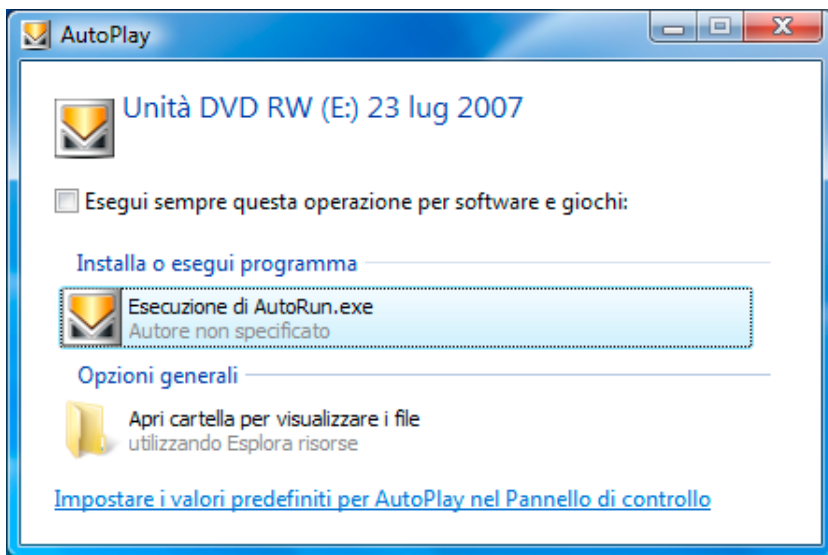 AutoPlay
Unità DVD RW (E:) 23 lug 2007
Esegui sempre questa operazione per software e giochi:
Installa o esegui programma
Esecuzione di AutoRun.exe
Autore non specificato
Opzioni generali
Apri cartella per visualizzare i file
utilizzando Esplora risorse
Impostare i valori predefiniti per AutoPlay nel Pannello di controllo